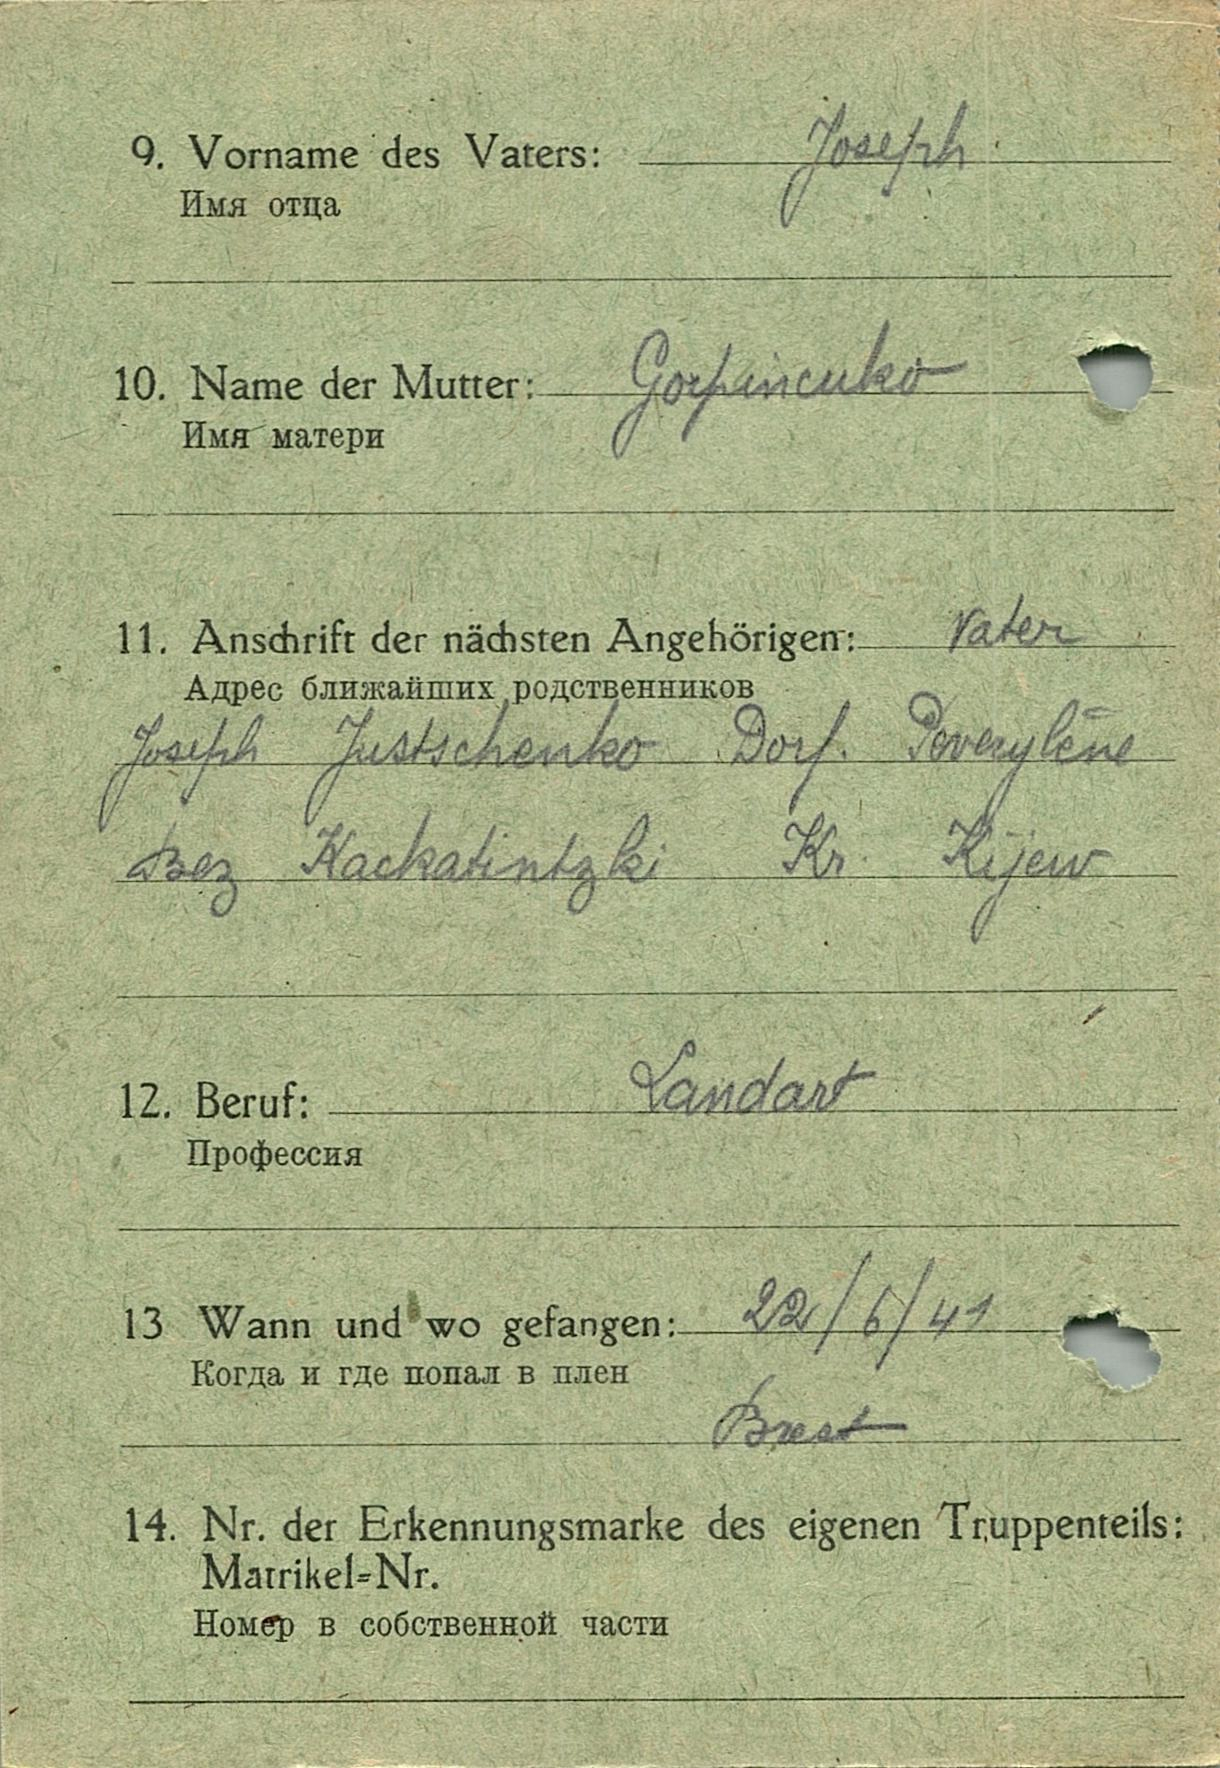 9. Vorname des Vaters: Joseph
Имя отца
10. Name der Mutter: Gorpincuko
Имя матери
11. Anschrift der nächsten Angehörigen: Vater
Адрес ближайших родственников
Joseph Justschenko Dorf. Poverylēne
Bez Kackatintzki Kr. Kijew
12. Beruf: Landart
Профессия
13 Wann und wo gefangen: 22/6/41
Когда и где попал в плен
Brest
14. Nr. der Erkennungsmarke des eigenen Truppenteils:
Matrikel=Nr.
Номер в собственной части